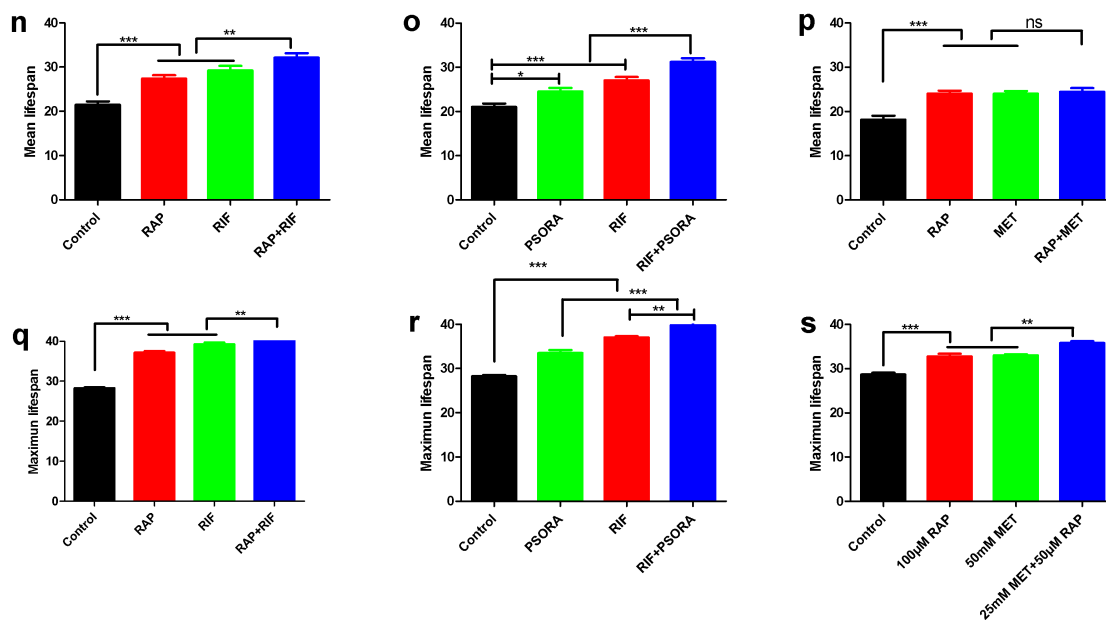 n
Mean lifespan
40
30
20
10
0
***
**
Control
RAP
RIF
RAP+RIF
o
Mean lifespan
40
30
20
10
0
***
***
*
Control
PSORA
RIF
RIF+PSORA
p
Mean lifespan
40
30
20
10
0
***
ns
Control
RAP
MET
RAP+MET
q
Maximun lifespan
40
30
20
10
0
***
**
Control
RAP
RIF
RAP+RIF
r
Maximun lifespan
40
30
20
10
0
***
***
**
Control
PSORA
RIF
RIF+PSORA
s
Maximun lifespan
40
30
20
10
0
***
**
Control
100µM RAP
50mM MET
25mM MET+50µM RAP